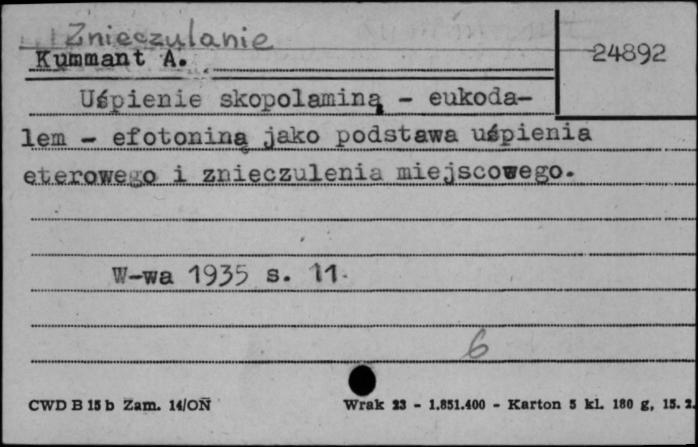 Znieczulanie
Kummant A.
24892
Uśpienie skopolaminą - eukoda-
lem - efotoniną jako podstawa uśpienia
eterowego i znieczulenia miejscowego.
W-wa 1935 s. 11.
6
CWD B 15 b Zam. 14/OÑ
Wrak 23 - 1.851.400 - Karton 5 kl. 180 g, 15. 2.